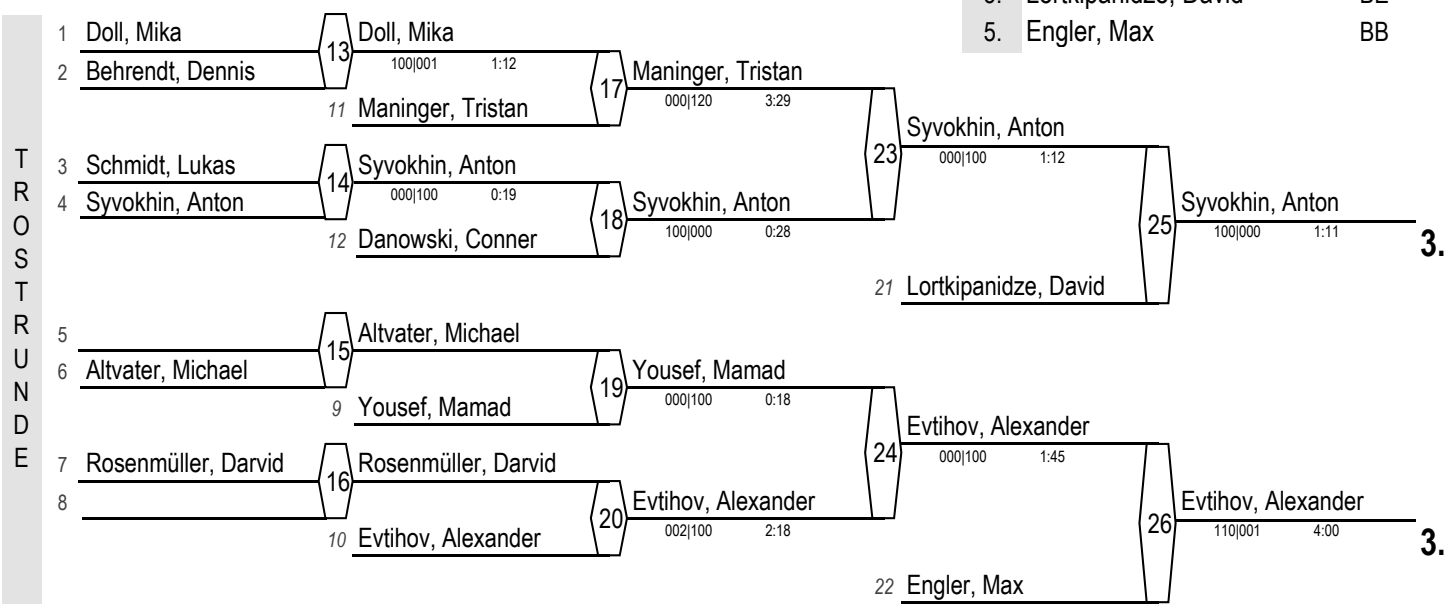 5. Lortkipanidze, David BE
5. Engler, Max BB
TROSTRUNDE
1 Doll, Mika
2 Behrendt, Dennis
13 Doll, Mika
100|001 1:12
11 Maninger, Tristan
17 Maninger, Tristan
000|120 3:29
3 Schmidt, Lukas
4 Syvokhin, Anton
14 Syvokhin, Anton
000|100 0:19
12 Danowski, Conner
18 Syvokhin, Anton
100|000 0:28
23 Syvokhin, Anton
000|100 1:12
21 Lortkipanidze, David
25 Syvokhin, Anton
100|000 1:11
3.
5
6 Altvater, Michael
15 Altvater, Michael
9 Yousef, Mamad
19 Yousef, Mamad
000|100 0:18
7 Rosenmüller, Darvid
8
16 Rosenmüller, Darvid
10 Evtihov, Alexander
20 Evtihov, Alexander
002|100 2:18
24 Evtihov, Alexander
000|100 1:45
22 Engler, Max
26 Evtihov, Alexander
110|001 4:00
3.